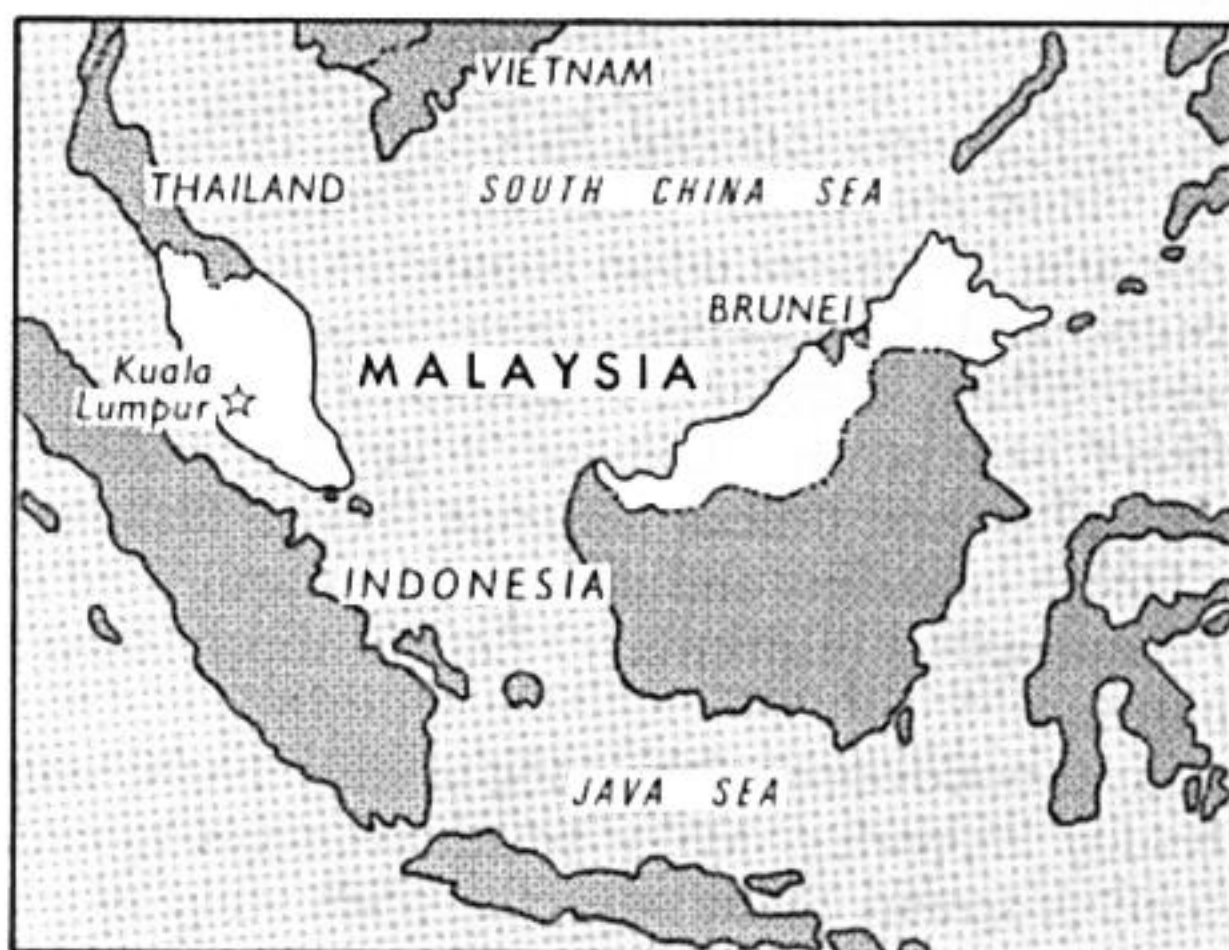 VIETNAM
THAILAND
SOUTH CHINA SEA
BRUNEI
MALAYSIA
Kuala
Lumpur
INDONESIA
JAVA SEA